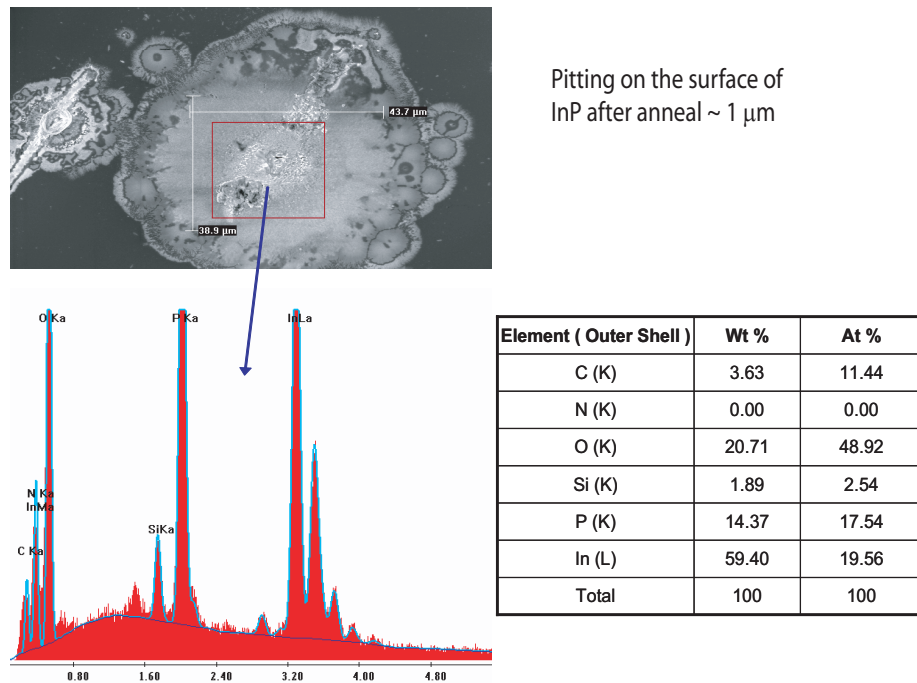 Pitting on the surface of
InP after anneal ~ 1 μm
43.7 µm
38.9 µm
O Ka
P Ka
InLa
N Ka
InMa
SiKa
C Ka
0.80 1.60 2.40 3.20 4.00 4.80
Element ( Outer Shell ) Wt % At %
C (K) 3.63 11.44
N (K) 0.00 0.00
O (K) 20.71 48.92
Si (K) 1.89 2.54
P (K) 14.37 17.54
In (L) 59.40 19.56
Total 100 100